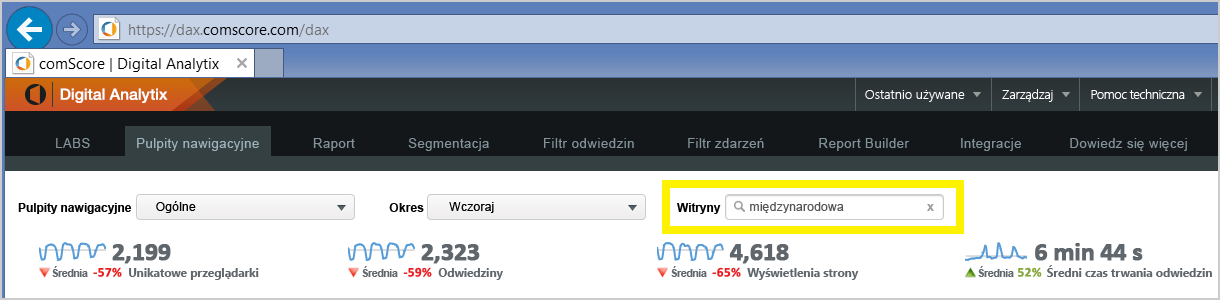 https://dax.comscore.com/dax
comScore | Digital Analytix ×
Digital Analytix Ostatnio używane Zarządzaj Pomoc techniczna
LABS Pulpity nawigacyjne Raport Segmentacja Filtr odwiedzin Filtr zdarzeń Report Builder Integracje Dowiedz się więcej
Pulpity nawigacyjne Ogólne Okres Wczoraj Witryny międzynarodowa x
2,199 2,323 4,618 6 min 44 s
Średnia -57% Unikatowe przeglądarki Średnia -59% Odwiedziny Średnia -65% Wyświetlenia strony Średnia 52% Średni czas trwania odwiedzin